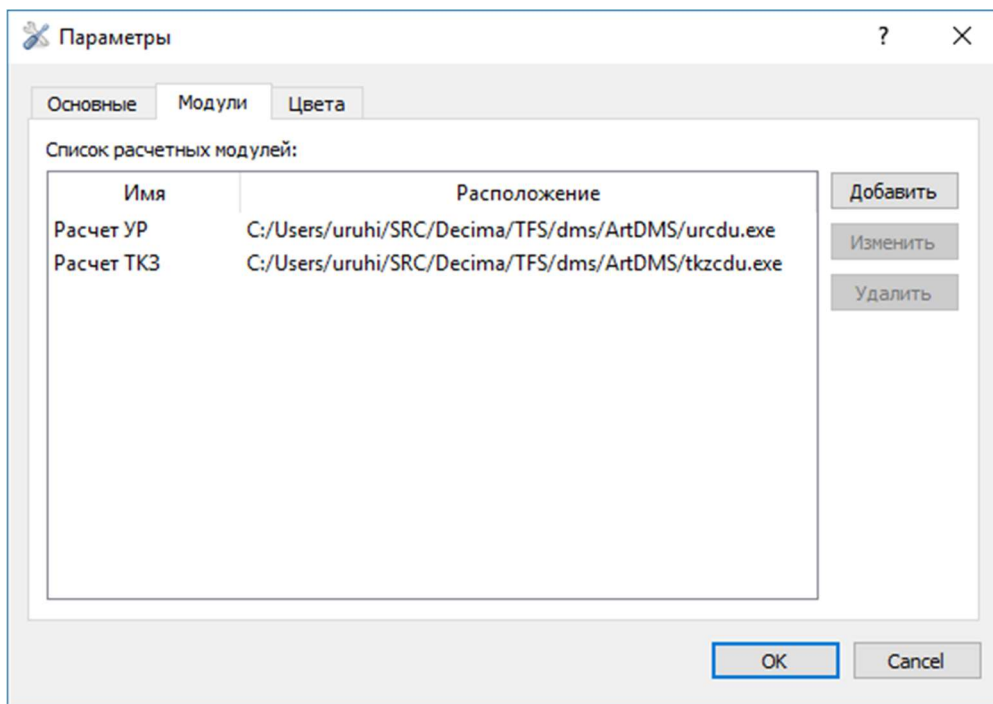 Параметры
?
Основные Модули Цвета
Список расчетных модулей:
Имя Расположение
Добавить
Расчет УР C:/Users/uruhi/SRC/Decima/TFS/dms/ArtDMS/urcdu.exe
Изменить
Расчет ТКЗ C:/Users/uruhi/SRC/Decima/TFS/dms/ArtDMS/tkzcdu.exe
Удалить
OK Cancel